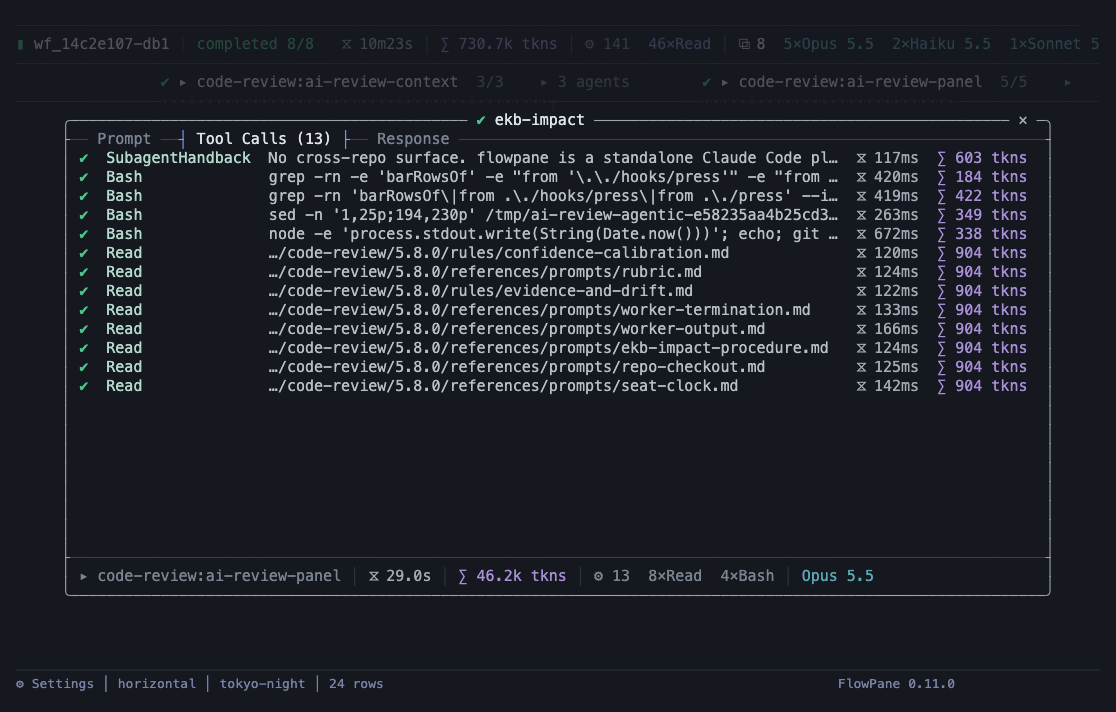 wf_14c2e107-db1 │ completed 8/8 ⧖ 10m23s │ ∑ 730.7k tkns │ ⚙ 141 46×Read │ ⧉ 8 5×Opus 5.5 2×Haiku 5.5 1×Sonnet 5
✔ ▸ code-review:ai-review-context 3/3 ▸ 3 agents ✔ ▸ code-review:ai-review-panel 5/5 ▸
✔ ekb-impact ×
Prompt ┤ Tool Calls (13) ├ Response
✔ SubagentHandback No cross-repo surface. flowpane is a standalone Claude Code pl… ⧖ 117ms ∑ 603 tkns
✔ Bash grep -rn -e 'barRowsOf' -e "from '\.\./hooks/press'" -e "from … ⧖ 420ms ∑ 184 tkns
✔ Bash grep -rn 'barRowsOf\|from .\./hooks/press\|from .\./press' --i… ⧖ 419ms ∑ 422 tkns
✔ Bash sed -n '1,25p;194,230p' /tmp/ai-review-agentic-e58235aa4b25cd3… ⧖ 263ms ∑ 349 tkns
✔ Bash node -e 'process.stdout.write(String(Date.now()))'; echo; git … ⧖ 672ms ∑ 338 tkns
✔ Read …/code-review/5.8.0/rules/confidence-calibration.md ⧖ 120ms ∑ 904 tkns
✔ Read …/code-review/5.8.0/references/prompts/rubric.md ⧖ 124ms ∑ 904 tkns
✔ Read …/code-review/5.8.0/rules/evidence-and-drift.md ⧖ 122ms ∑ 904 tkns
✔ Read …/code-review/5.8.0/references/prompts/worker-termination.md ⧖ 133ms ∑ 904 tkns
✔ Read …/code-review/5.8.0/references/prompts/worker-output.md ⧖ 166ms ∑ 904 tkns
✔ Read …/code-review/5.8.0/references/prompts/ekb-impact-procedure.md ⧖ 124ms ∑ 904 tkns
✔ Read …/code-review/5.8.0/references/prompts/repo-checkout.md ⧖ 125ms ∑ 904 tkns
✔ Read …/code-review/5.8.0/references/prompts/seat-clock.md ⧖ 142ms ∑ 904 tkns
▸ code-review:ai-review-panel │ ⧖ 29.0s │ ∑ 46.2k tkns │ ⚙ 13 8×Read 4×Bash │ Opus 5.5
⚙ Settings │ horizontal │ tokyo-night │ 24 rows FlowPane 0.11.0